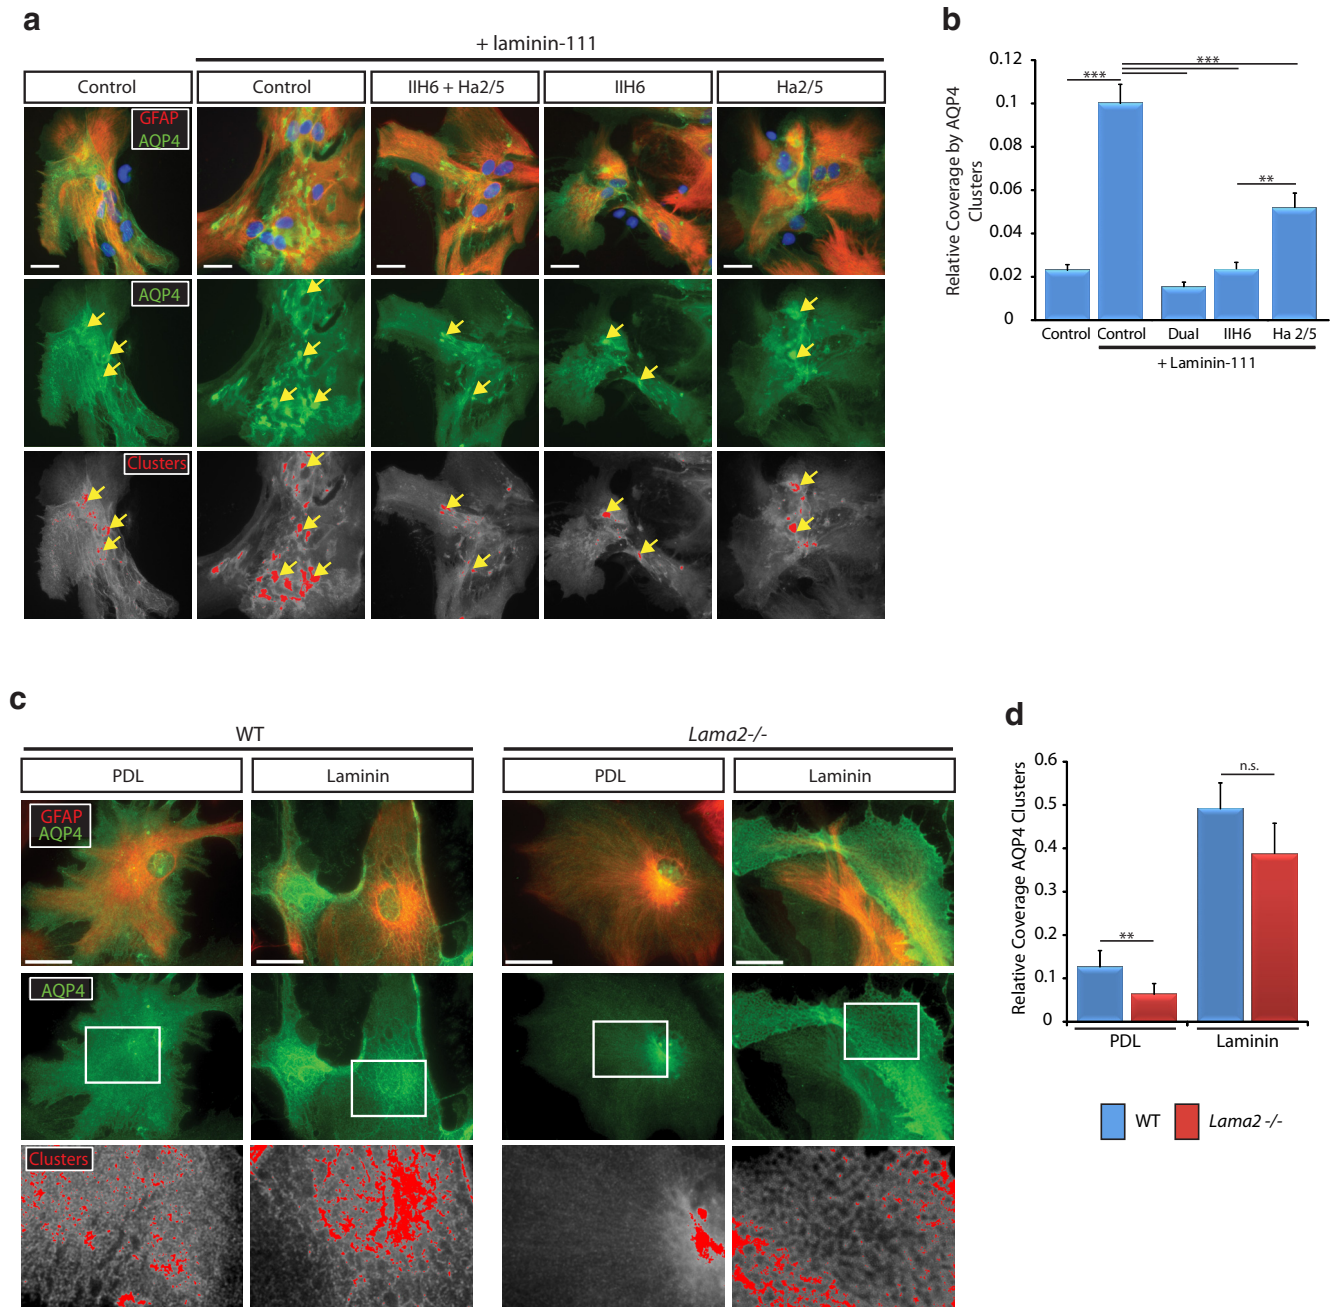 a
+ laminin-111
Control
Control
IIH6 + Ha2/5
IIH6
Ha2/5
GFAP
AQP4
AQP4
Clusters
b
Relative Coverage by AQP4
Clusters
0.12
0.1
0.08
0.06
0.04
0.02
0
***
***
**
Control
Control
Dual
IIH6
Ha 2/5
+ Laminin-111
c
WT
Lama2-/-
PDL
Laminin
PDL
Laminin
GFAP
AQP4
AQP4
Clusters
d
Relative Coverage AQP4 Clusters
0.6
0.5
0.4
0.3
0.2
0.1
0
**
n.s.
PDL
Laminin
WT
Lama2 -/-